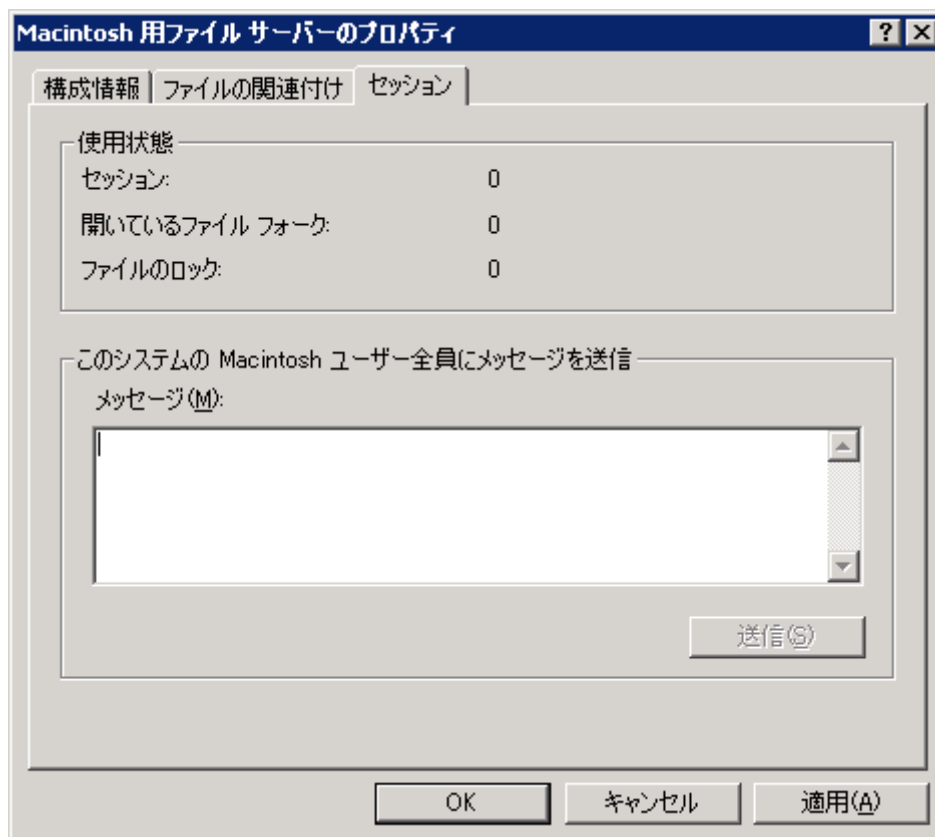 Macintosh 用ファイル サーバーのプロパティ
構成情報 ファイルの関連付け セッション
使用状態
セッション: 0
開いているファイル フォーク: 0
ファイルのロック: 0
このシステムの Macintosh ユーザー全員にメッセージを送信
メッセージ(M):
送信(S)
OK キャンセル 適用(A)